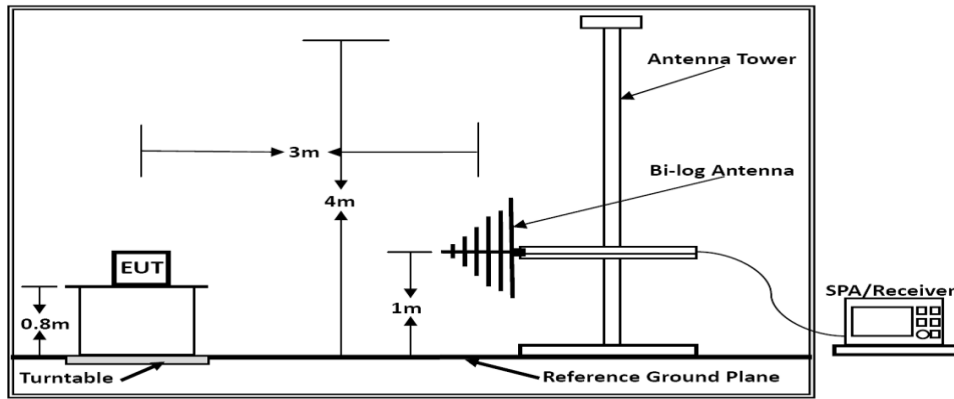 Antenna Tower
3m
Bi-log Antenna
4m
EUT
1m
SPA/Receiver
0.8m
Turntable
Reference Ground Plane